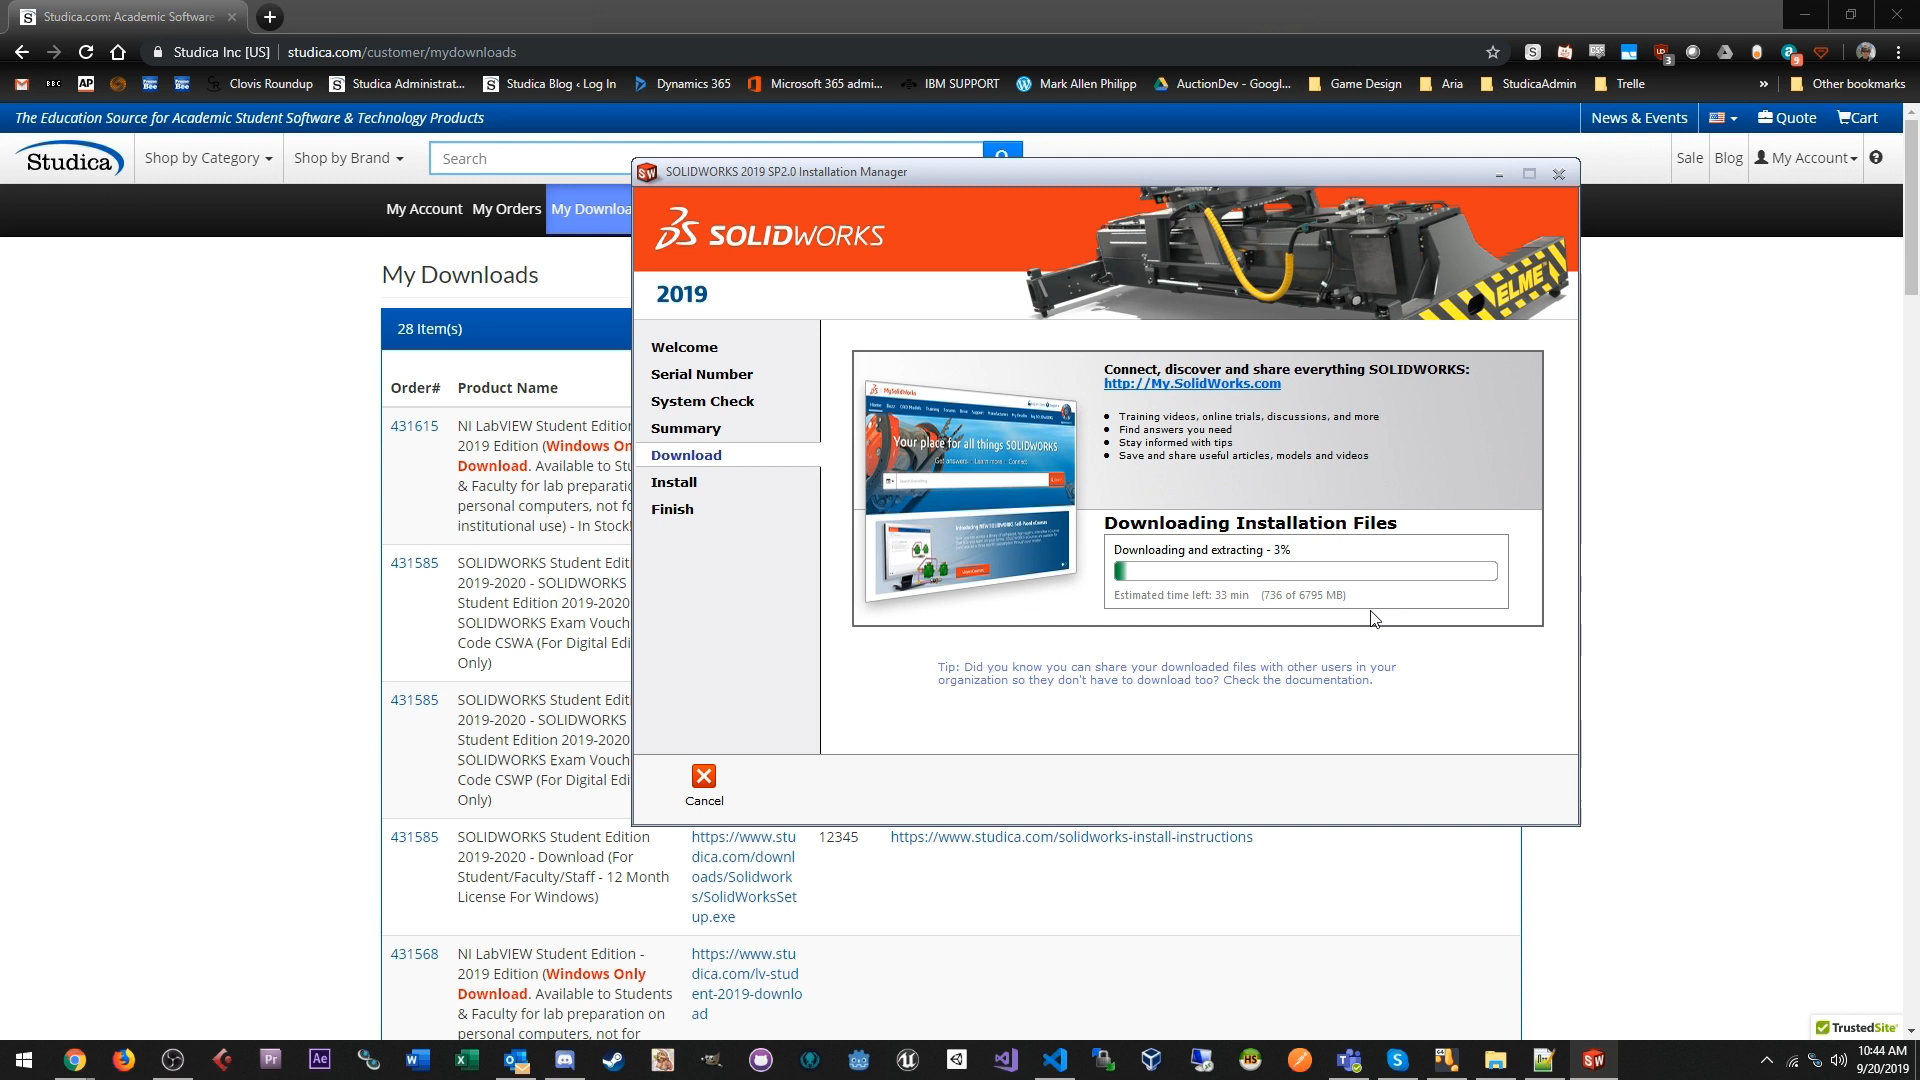 Studica.com: Academic Software
Studica Inc [US]
studica.com/customer/mydownloads
BBC
AP
Clovis Roundup
Studica Administrat...
Studica Blog ‹ Log In
Dynamics 365
Microsoft 365 admi...
IBM SUPPORT
Mark Allen Philipp
AuctionDev - Googl...
Game Design
Aria
StudicaAdmin
Trelle
»
Other bookmarks
The Education Source for Academic Student Software & Technology Products
News & Events
Quote
Cart
Studica
Shop by Category
Shop by Brand
Search
Sale
Blog
My Account
My Account
My Orders
My Downloa
My Downloads
28 Item(s)
Order#
Product Name
431615
NI LabVIEW Student Edition
2019 Edition (Windows On
Download. Available to Stu
& Faculty for lab preparatic
personal computers, not fo
institutional use) - In Stock!
431585
SOLIDWORKS Student Editi
2019-2020 - SOLIDWORKS
Student Edition 2019-2020
SOLIDWORKS Exam Vouch
Code CSWA (For Digital Edi
Only)
431585
SOLIDWORKS Student Editi
2019-2020 - SOLIDWORKS
Student Edition 2019-2020
SOLIDWORKS Exam Vouch
Code CSWP (For Digital Edi
Only)
431585
SOLIDWORKS Student Edition
2019-2020 - Download (For
Student/Faculty/Staff - 12 Month
License For Windows)
https://www.stu
dica.com/downl
oads/Solidwork
s/SolidWorksSet
up.exe
12345
https://www.studica.com/solidworks-install-instructions
431568
NI LabVIEW Student Edition -
2019 Edition (Windows Only
Download. Available to Students
& Faculty for lab preparation on
personal computers, not for
https://www.stu
dica.com/lv-stud
ent-2019-downlo
ad
SOLIDWORKS 2019 SP2.0 Installation Manager
SOLIDWORKS
ELME
2019
Welcome
Serial Number
System Check
Summary
Download
Install
Finish
MySolidWorks
Your place for all things SOLIDWORKS
Get answers Learn more Connect
Connect, discover and share everything SOLIDWORKS:
http://My.SolidWorks.com
Training videos, online trials, discussions, and more
Find answers you need
Stay informed with tips
Save and share useful articles, models and videos
Downloading Installation Files
Downloading and extracting - 3%
Estimated time left: 33 min (736 of 6795 MB)
Tip: Did you know you can share your downloaded files with other users in your
organization so they don't have to download too? Check the documentation.
Cancel
TrustedSite
10:44 AM
9/20/2019